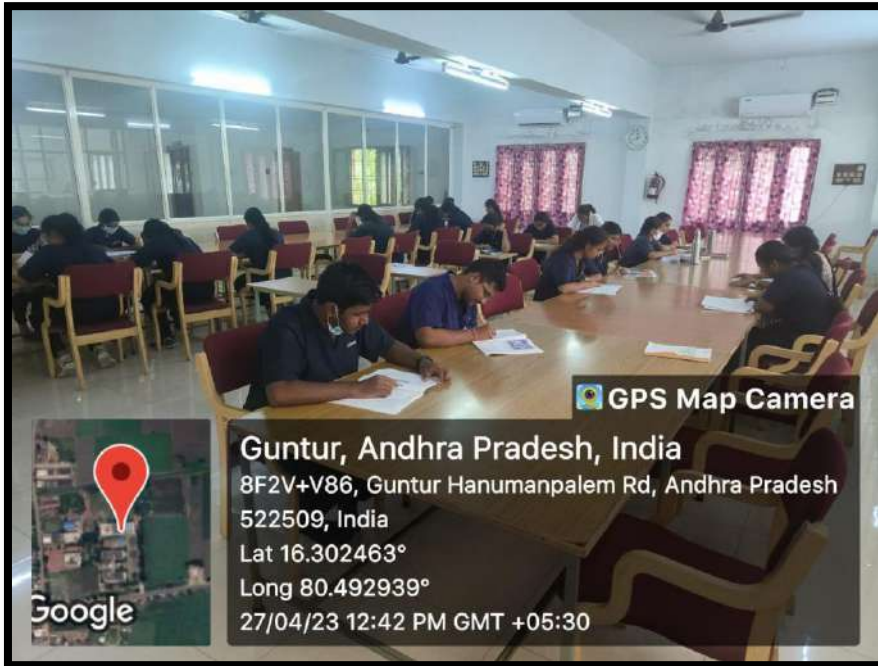 GPS Map Camera
Guntur, Andhra Pradesh, India
8F2V+V86, Guntur Hanumanpalem Rd, Andhra Pradesh
522509, India
Lat 16.302463°
Long 80.492939°
27/04/23 12:42 PM GMT +05:30
Google